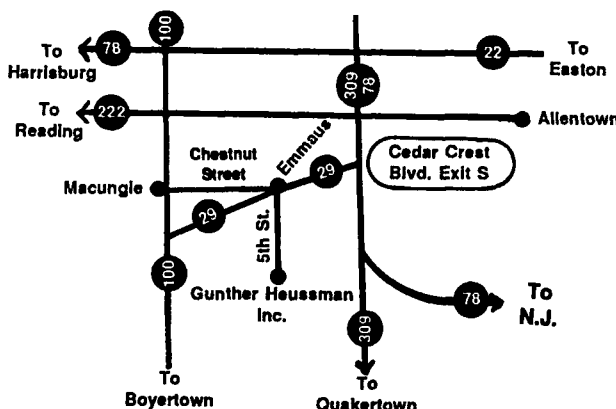 100
To
Harrisburg
78
22
To
Easton
309
78
To
Reading
222
Allentown
Chestnut
Street
Emmaus
Cedar Crest
Blvd. Exit S
Macungie
29
29
5th St.
100
Gunther Heussman
Inc.
78
To
N.J.
309
To
Boyertown
To
Quakertown